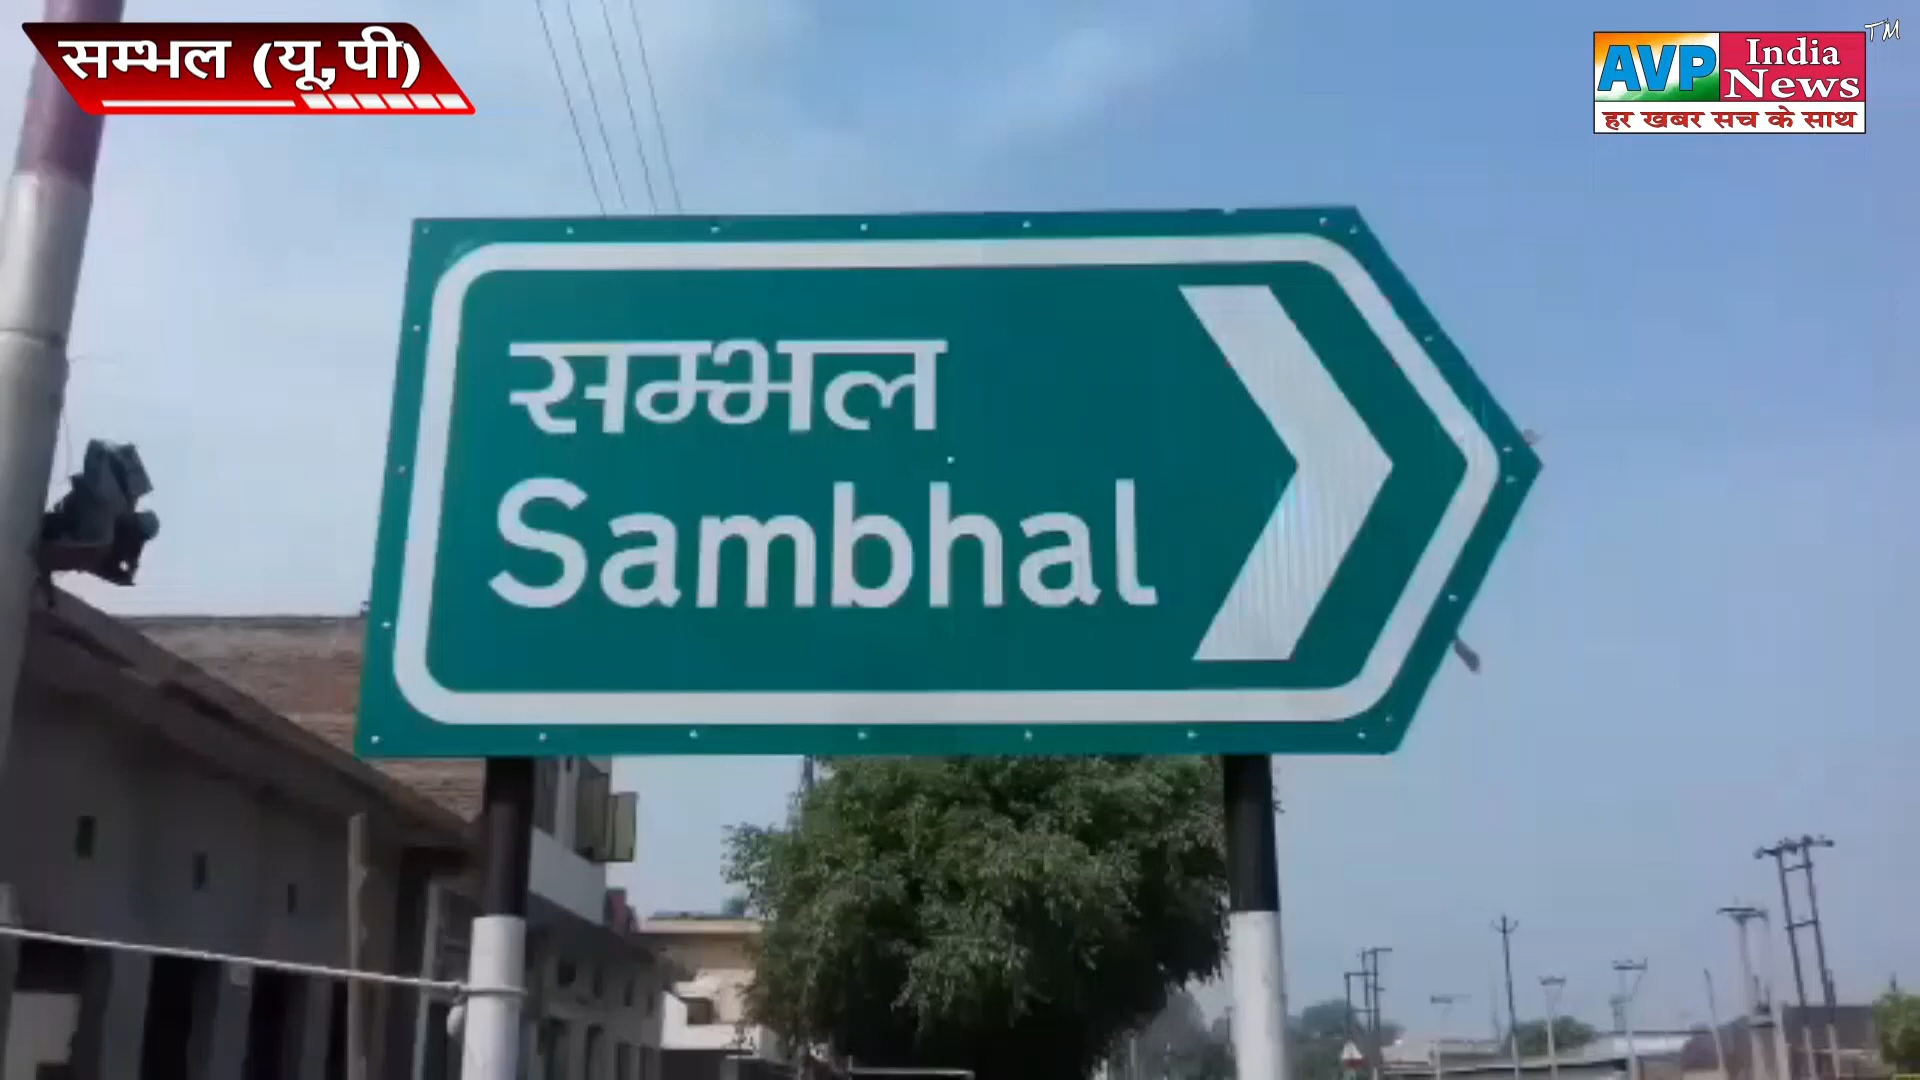 सम्भल (यू,पी)
AVP India News TM
हर खबर सच के साथ
सम्भल
Sambhal